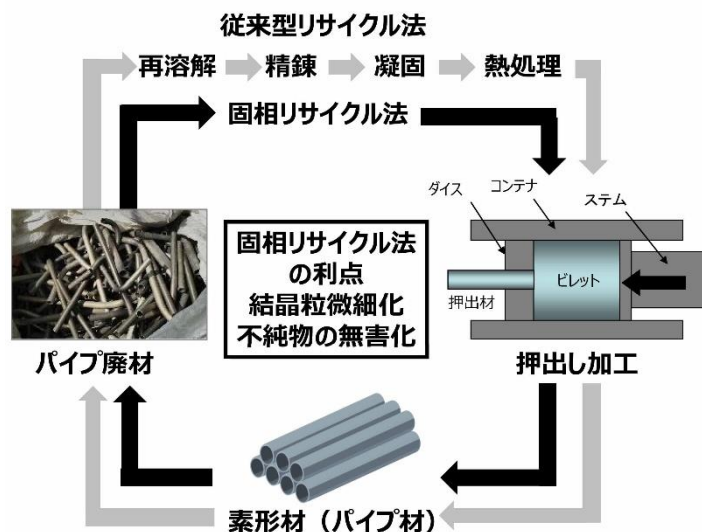 従来型リサイクル法
再溶解 精錬 凝固 熱処理
固相リサイクル法
ダイス コンテナ ステム
ビレット
押出材
固相リサイクル法
の利点
結晶粒微細化
不純物の無害化
パイプ廃材
押出し加工
素形材（パイプ材）